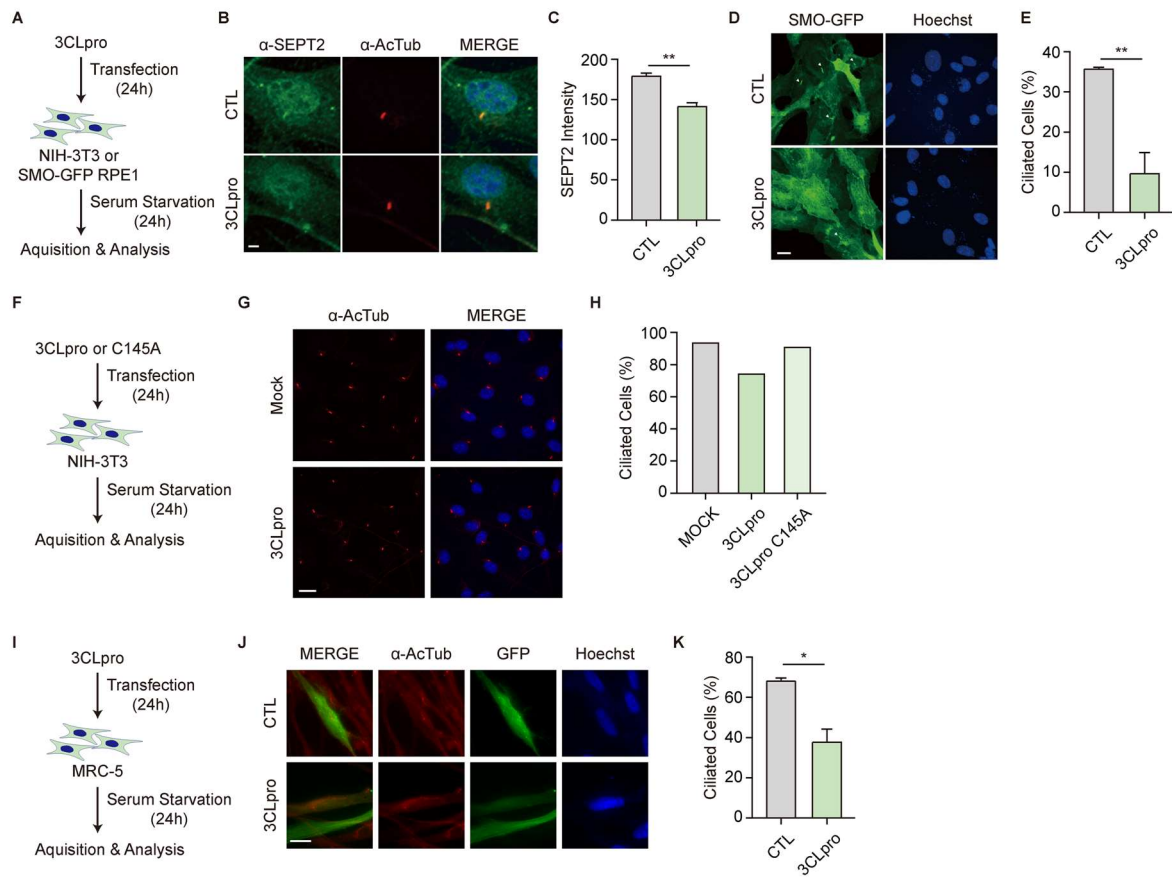 A
3CLpro
Transfection
(24h)
NIH-3T3 or
SMO-GFP RPE1
Serum Starvation
(24h)
Aquisition & Analysis
B
α-SEPT2 α-AcTub MERGE
CTL
3CLpro
C
**
SEPT2 Intensity
200
150
100
50
0
CTL
3CLpro
D
SMO-GFP Hoechst
CTL
3CLpro
E
**
Ciliated Cells (%)
40
30
20
10
0
CTL
3CLpro
F
3CLpro or C145A
Transfection
(24h)
NIH-3T3
Serum Starvation
(24h)
Aquisition & Analysis
G
α-AcTub MERGE
Mock
3CLpro
H
Ciliated Cells (%)
100
80
60
40
20
0
MOCK
3CLpro
3CLpro C145A
I
3CLpro
Transfection
(24h)
MRC-5
Serum Starvation
(24h)
Aquisition & Analysis
J
MERGE α-AcTub GFP Hoechst
CTL
3CLpro
K
*
Ciliated Cells (%)
80
60
40
20
0
CTL
3CLpro